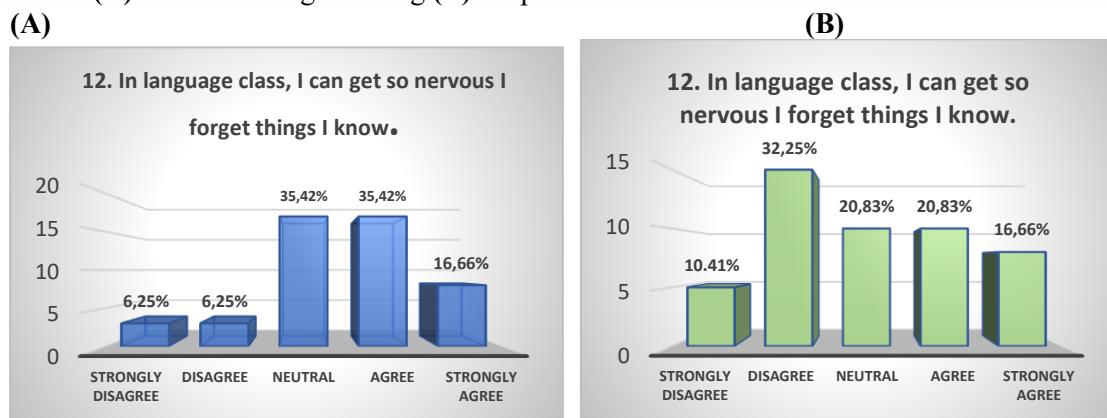 (A)
(B)
12. In language class, I can get so nervous I
forget things I know.
20
15
10
5
0
6,25%
6,25%
35,42%
35,42%
16,66%
STRONGLY
DISAGREE
DISAGREE
NEUTRAL
AGREE
STRONGLY
AGREE
12. In language class, I can get so
nervous I forget things I know.
15
10
5
0
10.41%
32,25%
20,83%
20,83%
16,66%
STRONGLY
DISAGREE
DISAGREE
NEUTRAL
AGREE
STRONGLY
AGREE